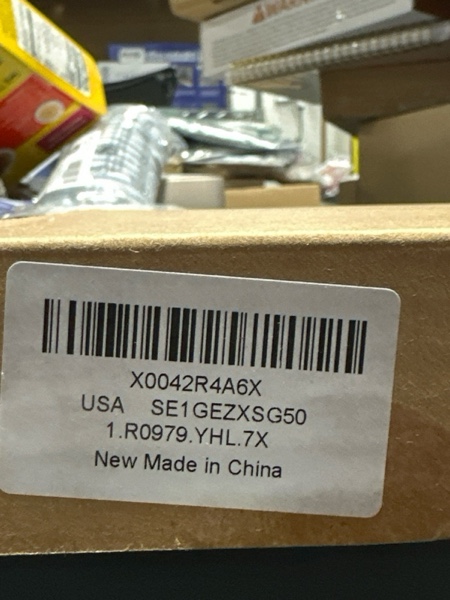 X0042R4A6X
USA SE1GEZXSG50
1.R0979.YHL.7X
New Made in China